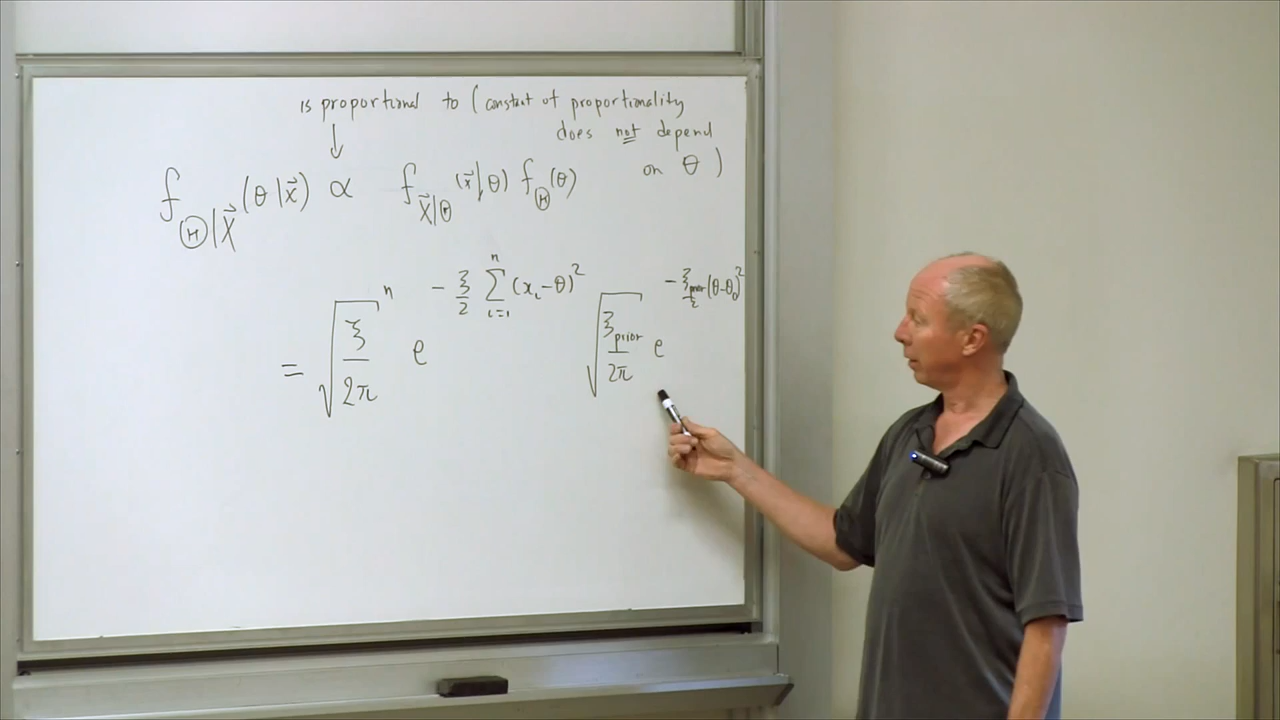 is proportional to (constant of proportionality
does not depend
on θ)
f_{Θ|X⃗}(θ|x⃗) ∝ f_{X⃗|Θ}(x⃗|θ) f_Θ(θ)
= √(ξ/2π)^n e^{-ξ/2 ∑_{i=1}^{n} (x_i-θ)^2} √(ξ_prior/2π) e^{-ξ_prior/2 (θ-θ_0)^2}